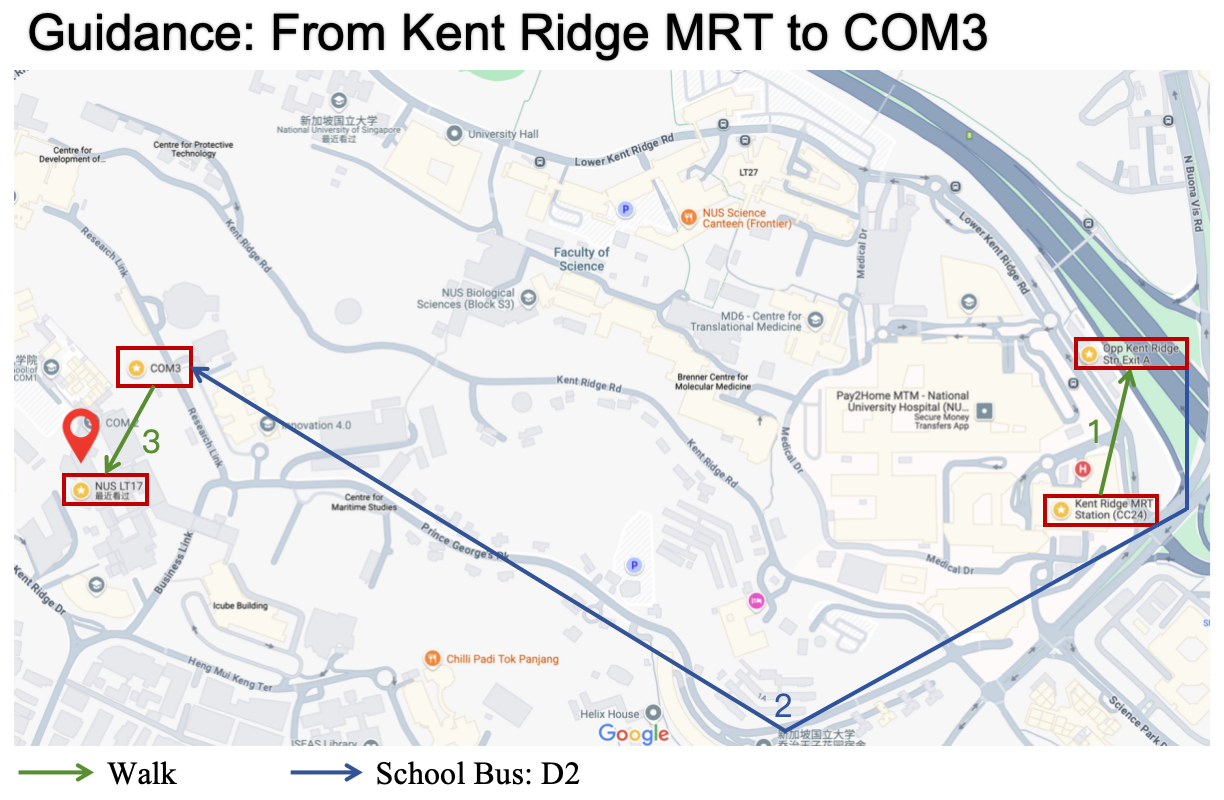 Guidance: From Kent Ridge MRT to COM3
新加坡国立大学
National University of Singapore
最近看过
University Hall
Centre for
Development of...
Centre for Protective
Technology
Lower Kent Ridge Rd
LT27
P
NUS Science
Canteen (Frontier)
N Buona Vis Rd
8
Lower Kent Ridge Rd
Medical Dr
Research Link
Kent Ridge Rd
Faculty of
Science
NUS Biological
Sciences (Block S3)
MD6 - Centre for
Translational Medicine
Opp Kent Ridge
Stn Exit A
学院
COM1
COM3
Kent Ridge Rd
Brenner Centre for
Molecular Medicine
Pay2Home MTM - National
University Hospital (NU...
Secure Money
Transfers App
1
Research Link
Innovation 4.0
3
Medical Dr
Kent Ridge Rd
H
NUS LT17
最近看过
Centre for
Maritime Studies
Kent Ridge MRT
Station (CC24)
Prince George's Pk
P
Medical Dr
Business Link
Kent Ridge Dr
Icube Building
Heng Mui Keng Ter
Chilli Padi Tok Panjang
1A
2
Helix House
Google
新加坡国立大学
Science Park D
ISEAS Library
Walk
School Bus: D2